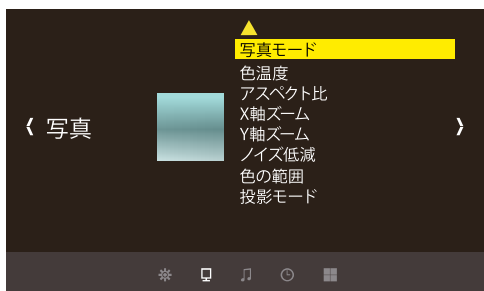 写真
写真モード
色温度
アスペクト比
X軸ズーム
Y軸ズーム
ノイズ低減
色の範囲
投影モード